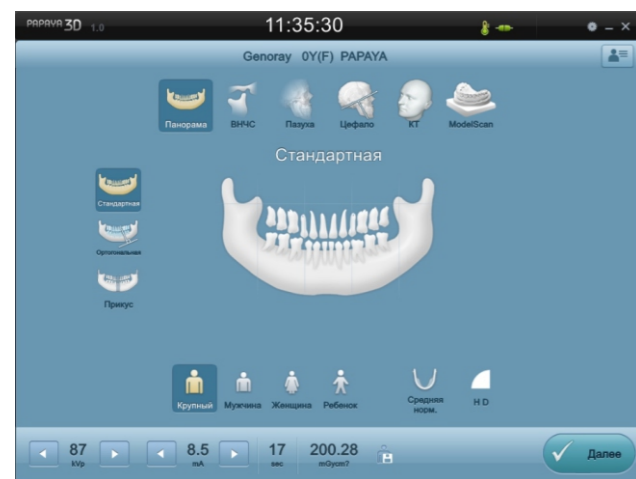 PAPAYA 3D 1.0
11:35:30
Genoray 0Y(F) PAPAYA
Панорама
ВНЧС
Пазуха
Цефало
КТ
ModelScan
Стандартная
Стандартная
Ортогональная
Прикус
Крупный
Мужчина
Женщина
Ребенок
Средняя
норм.
H D
87
kVp
8.5
mA
17
sec
200.28
mGycm?
Далее